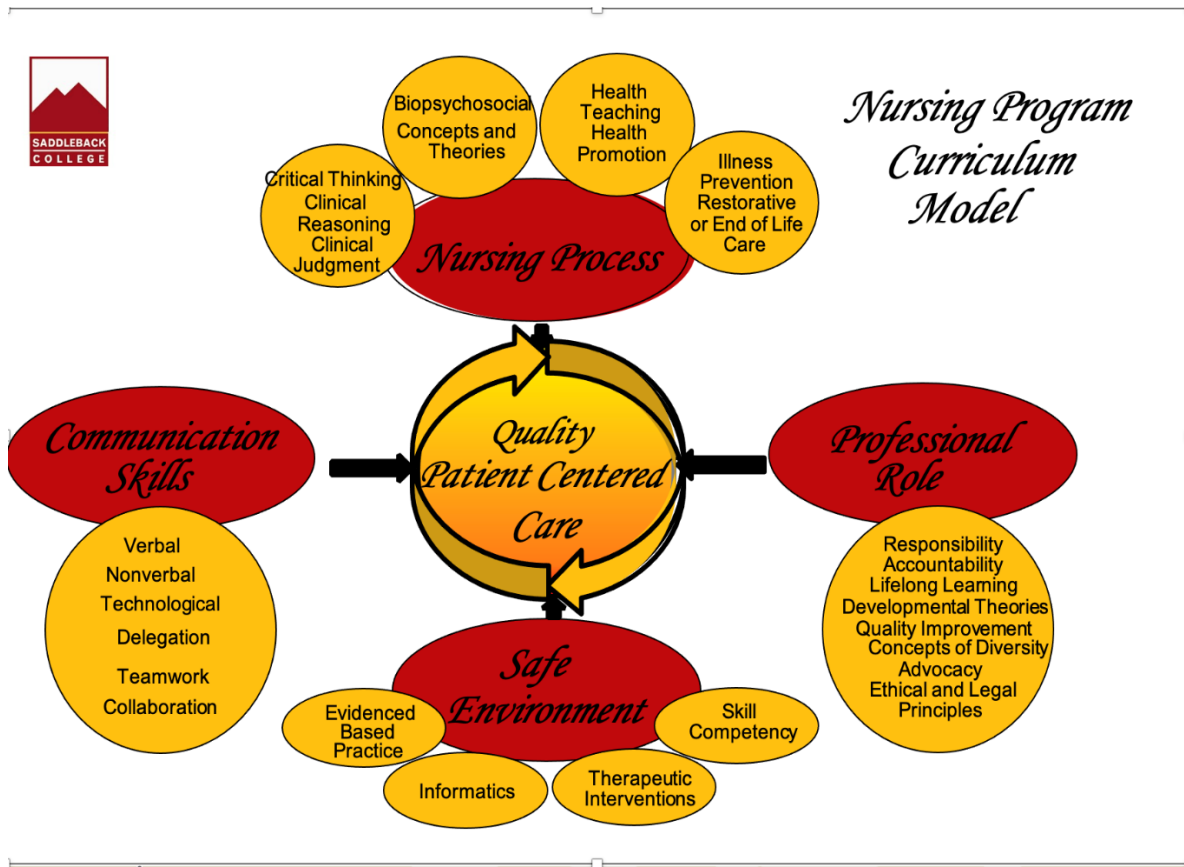 SADDLEBACK
COLLEGE
Nursing Program
Curriculum
Model
Critical Thinking
Clinical
Reasoning
Clinical
Judgment
Biopsychosocial
Concepts and
Theories
Health
Teaching
Health
Promotion
Illness
Prevention
Restorative
or End of Life
Care
Nursing Process
Communication
Skills
Verbal
Nonverbal
Technological
Delegation
Teamwork
Collaboration
Quality
Patient Centered
Care
Professional
Role
Responsibility
Accountability
Lifelong Learning
Developmental Theories
Quality Improvement
Concepts of Diversity
Advocacy
Ethical and Legal
Principles
Safe
Environment
Evidenced
Based
Practice
Informatics
Therapeutic
Interventions
Skill
Competency